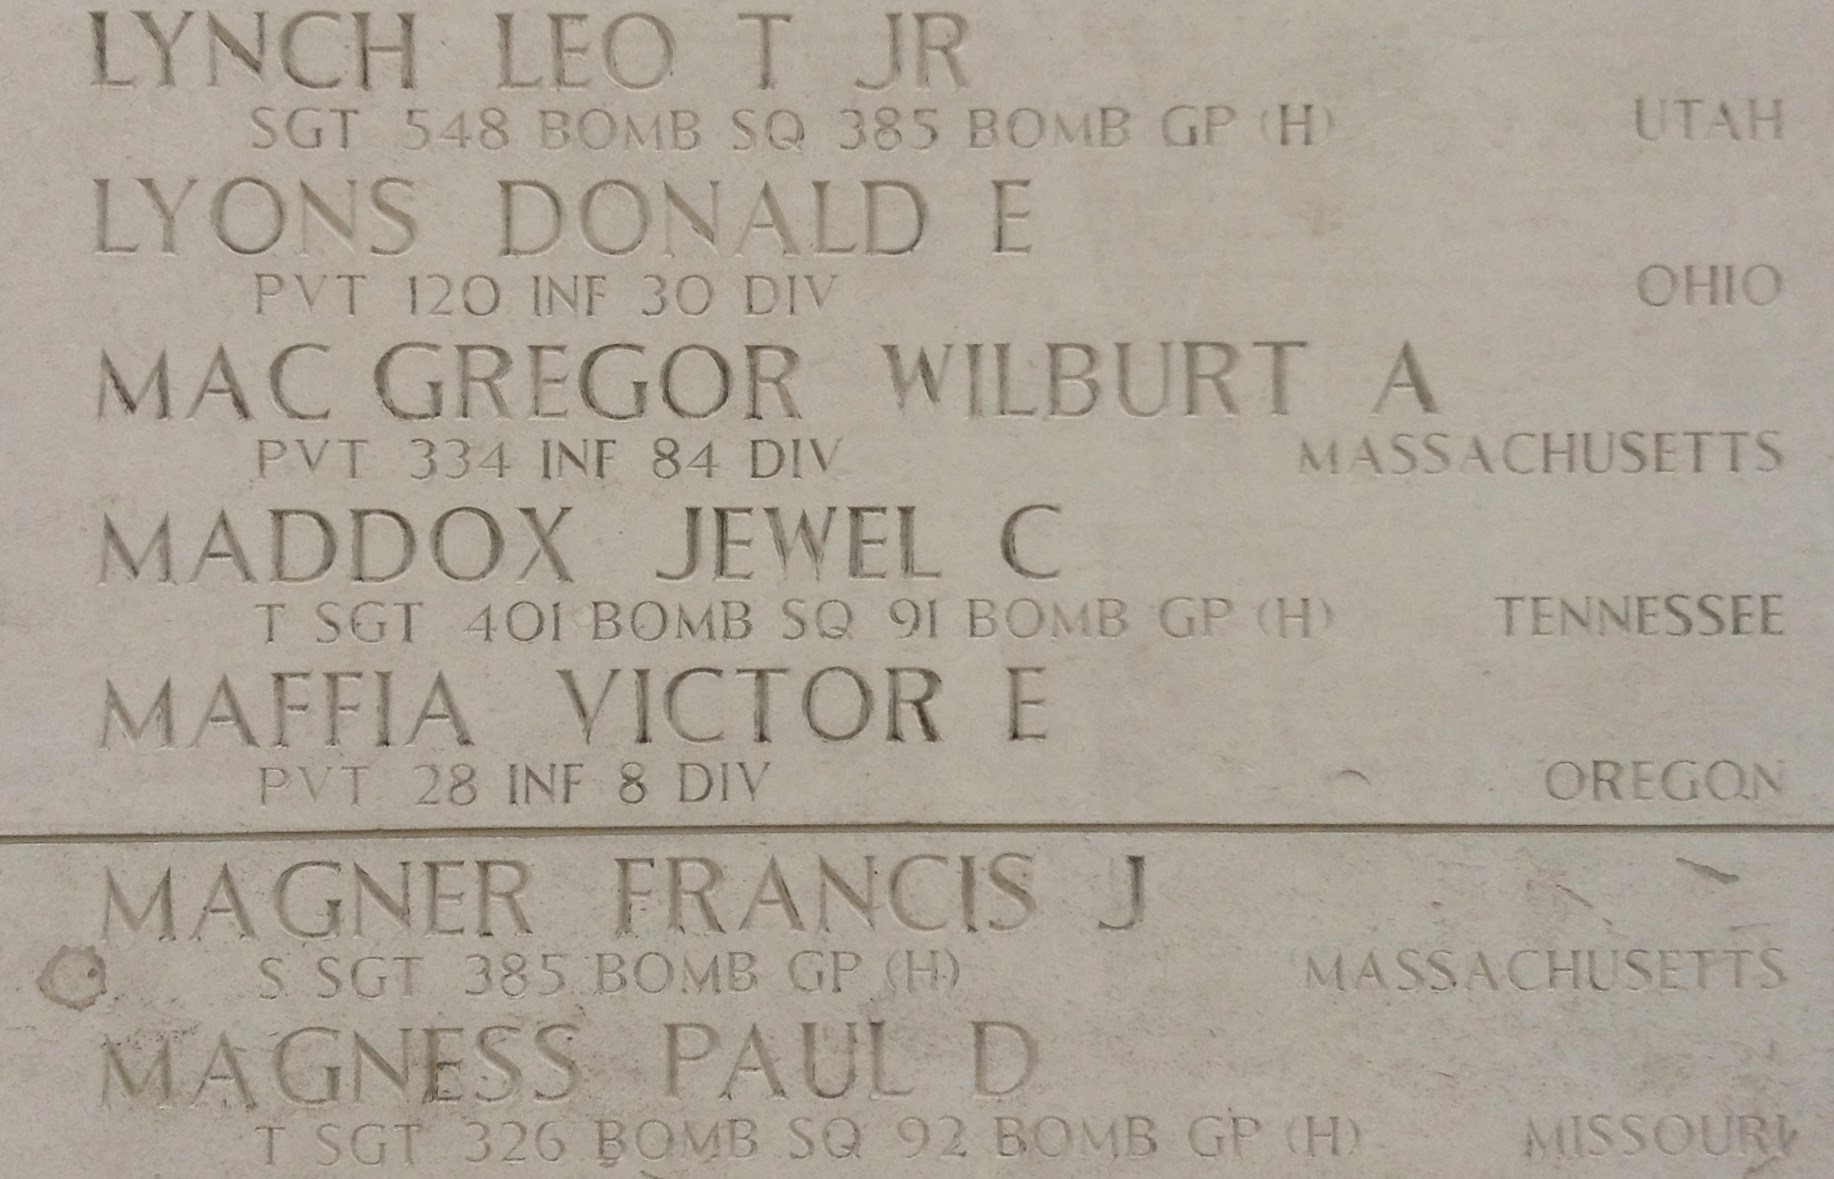 LYNCH LEO T JR
SGT 548 BOMB SQ 385 BOMB GP (H) UTAH
LYONS DONALD E
PVT 120 INF 30 DIV OHIO
MAC GREGOR WILBURT A
PVT 334 INF 84 DIV MASSACHUSETTS
MADDOX JEWEL C
T SGT 401 BOMB SQ 91 BOMB GP (H) TENNESSEE
MAFFIA VICTOR E
PVT 28 INF 8 DIV OREGON
MAGNER FRANCIS J
S SGT 385 BOMB GP (H) MASSACHUSETTS
MAGNESS PAUL D
T SGT 326 BOMB SQ 92 BOMB GP (H) MISSOURI